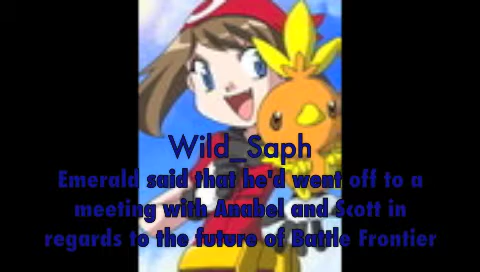 Wild_Saph
Emerald said that he'd went off to a
meeting with Anabel and Scott in
regards to the future of Battle Frontier